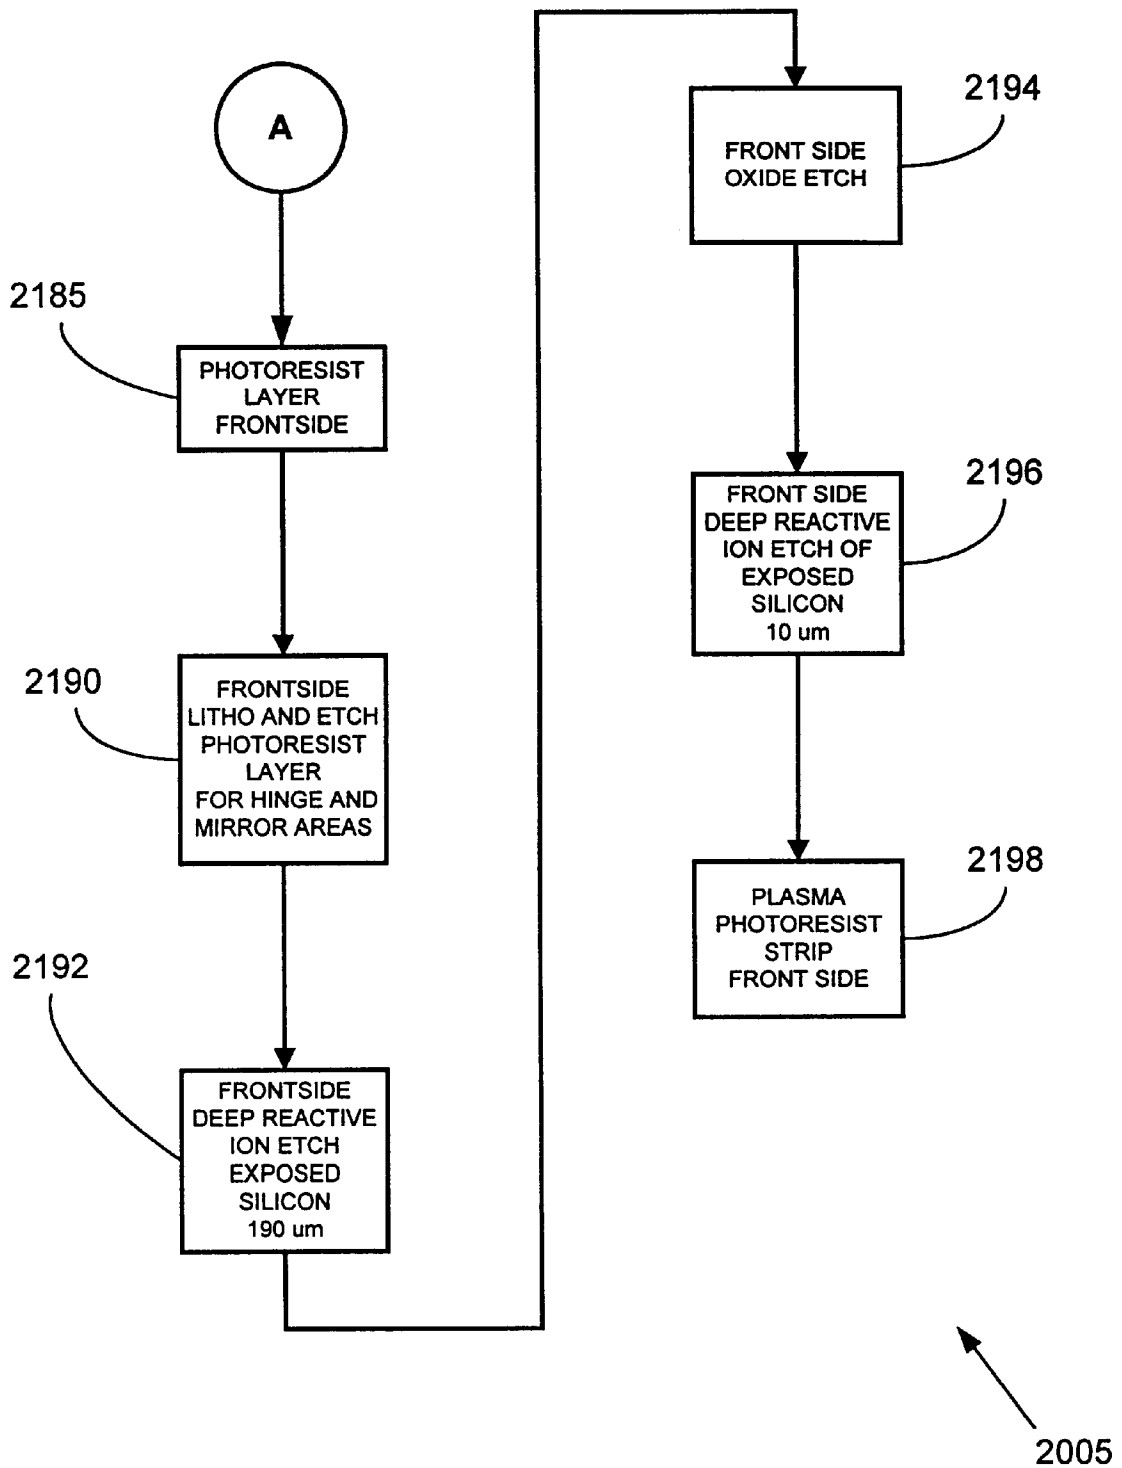 A
2185
PHOTORESIST
LAYER
FRONTSIDE
2190
FRONTSIDE
LITHO AND ETCH
PHOTORESIST
LAYER
FOR HINGE AND
MIRROR AREAS
2192
FRONTSIDE
DEEP REACTIVE
ION ETCH
EXPOSED
SILICON
190 um
2194
FRONT SIDE
OXIDE ETCH
2196
FRONT SIDE
DEEP REACTIVE
ION ETCH OF
EXPOSED
SILICON
10 um
2198
PLASMA
PHOTORESIST
STRIP
FRONT SIDE
2005